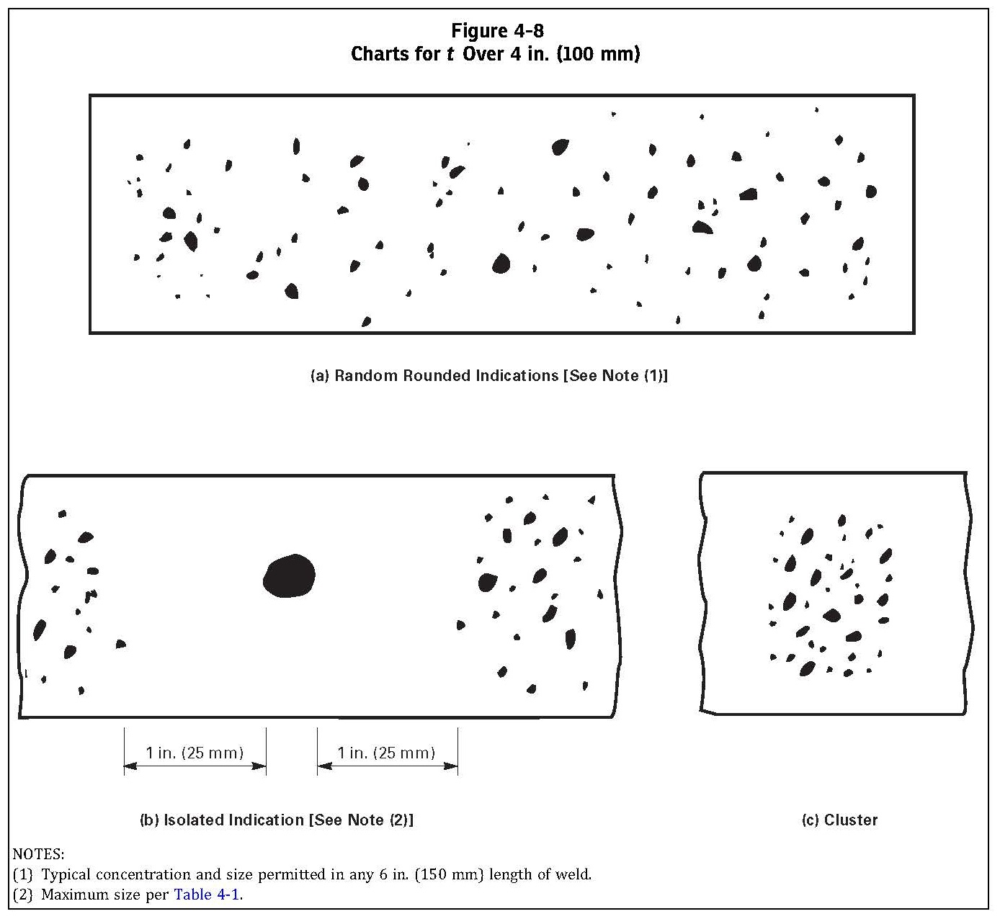 Figure 4-8
Charts for t Over 4 in. (100 mm)
(a) Random Rounded Indications [See Note (1)]
1 in. (25 mm)
1 in. (25 mm)
(b) Isolated Indication [See Note (2)]
(c) Cluster
NOTES:
(1) Typical concentration and size permitted in any 6 in. (150 mm) length of weld.
(2) Maximum size per Table 4-1.